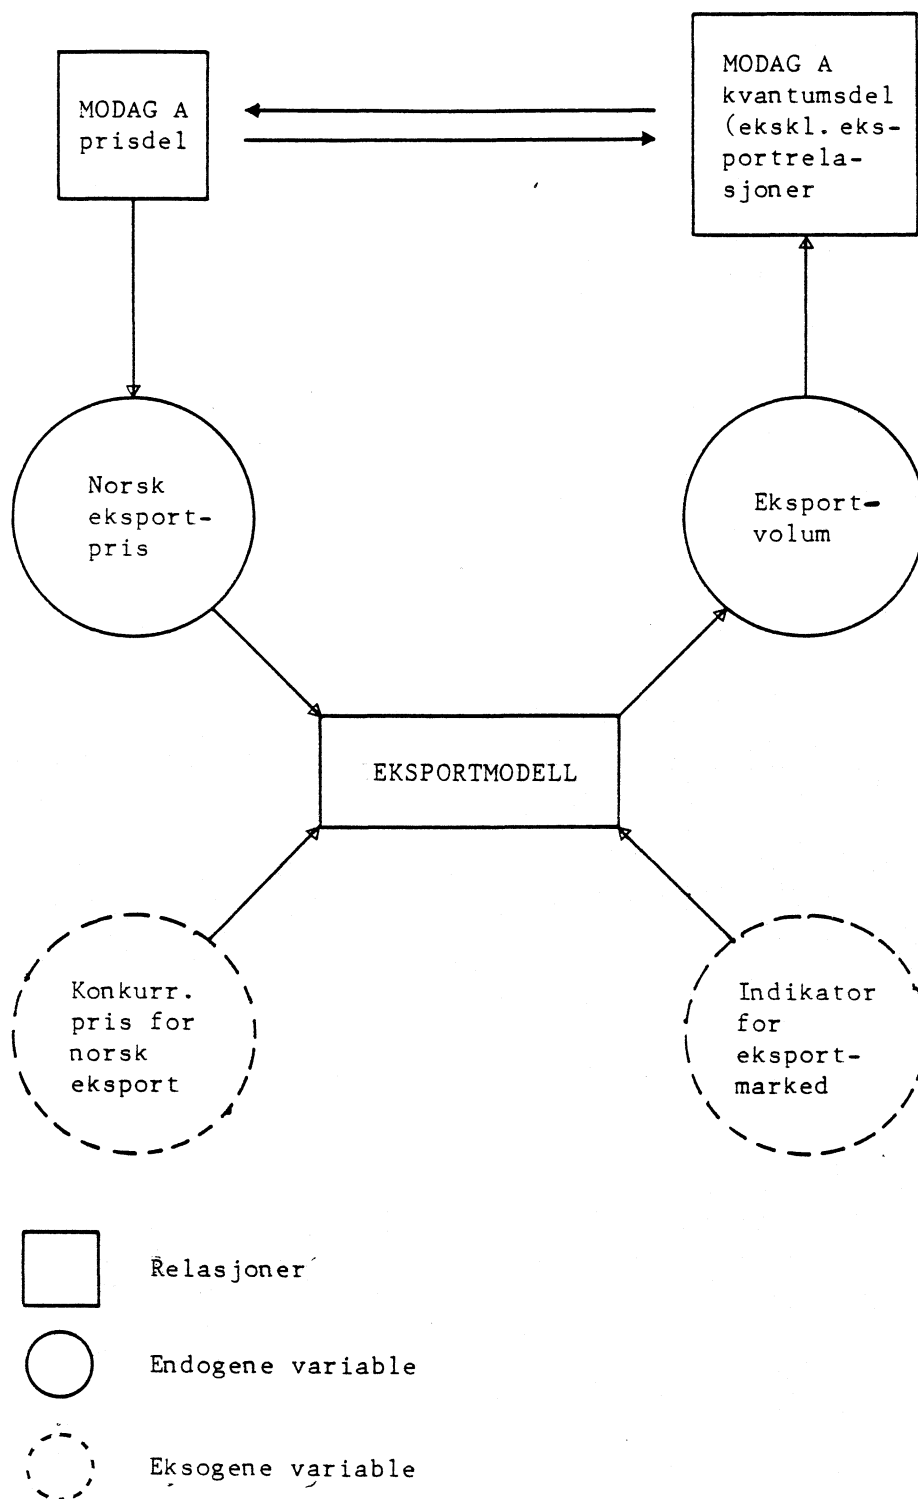 MODAG A
prisdel
MODAG A
kvantumsdel
(ekskl. eks-
portrela-
sjoner
Norsk
eksport-
pris
Eksport-
volum
EKSPORTMODELL
Konkurr.
pris for
norsk
eksport
Indikator
for
eksport-
marked
Relasjoner
Endogene variable
Eksogene variable